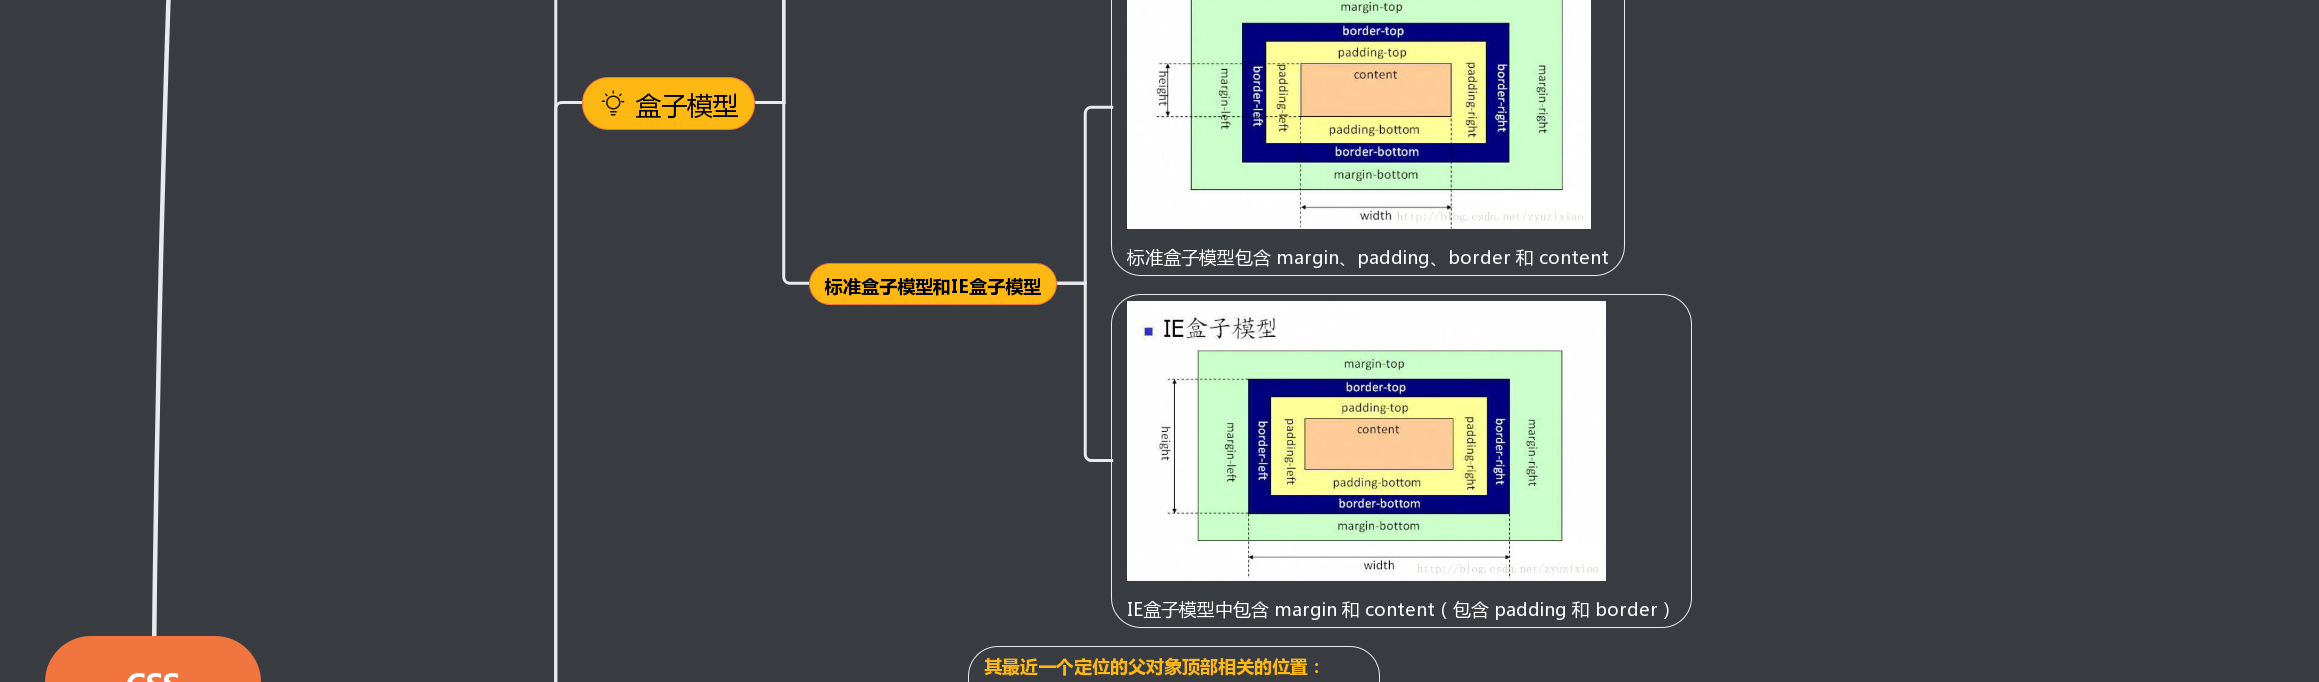 盒子模型
标准盒子模型和IE盒子模型
margin-top
border-top
padding-top
content
height
margin-left
border-left
padding-left
padding-right
border-right
margin-right
padding-bottom
border-bottom
margin-bottom
width
http://blog.csdn.net/zyuzixiao
标准盒子模型包含 margin、padding、border 和 content
IE盒子模型
margin-top
border-top
padding-top
content
height
margin-left
border-left
padding-left
padding-right
border-right
margin-right
padding-bottom
border-bottom
margin-bottom
width
http://blog.csdn.net/zyuzixiao
IE盒子模型中包含 margin 和 content（包含 padding 和 border）
CSS
其最近一个定位的父对象顶部相关的位置：